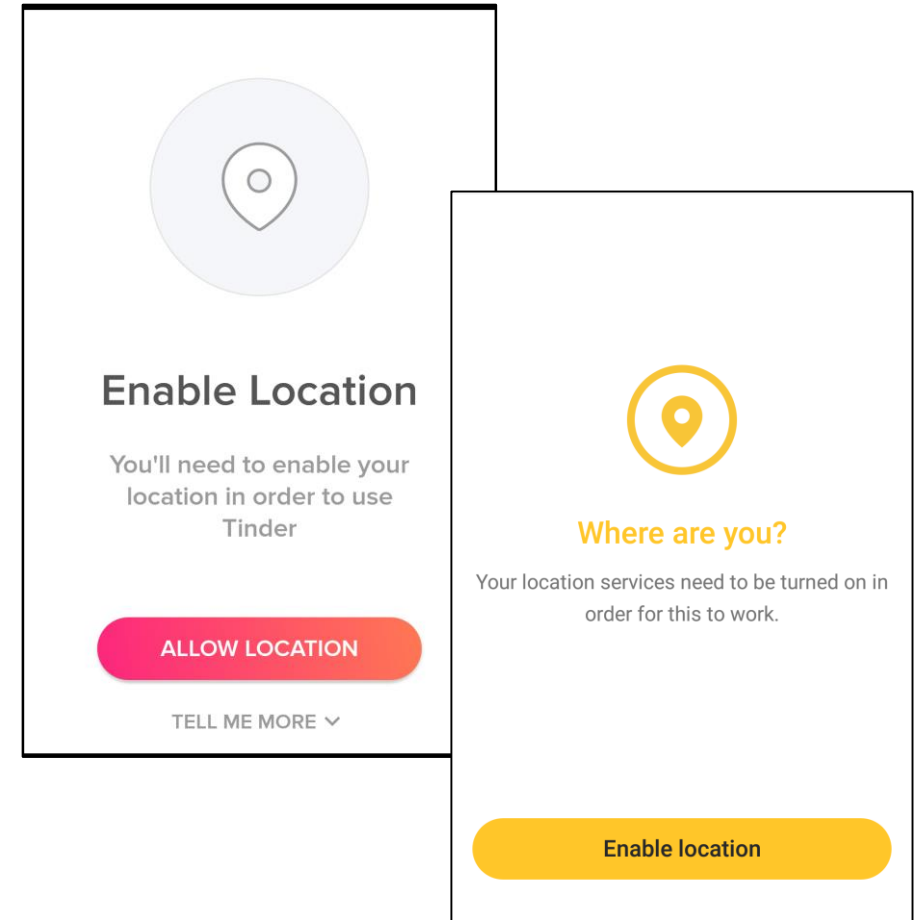 Enable Location
You'll need to enable your
location in order to use
Tinder
ALLOW LOCATION
TELL ME MORE
Where are you?
Your location services need to be turned on in
order for this to work.
Enable location